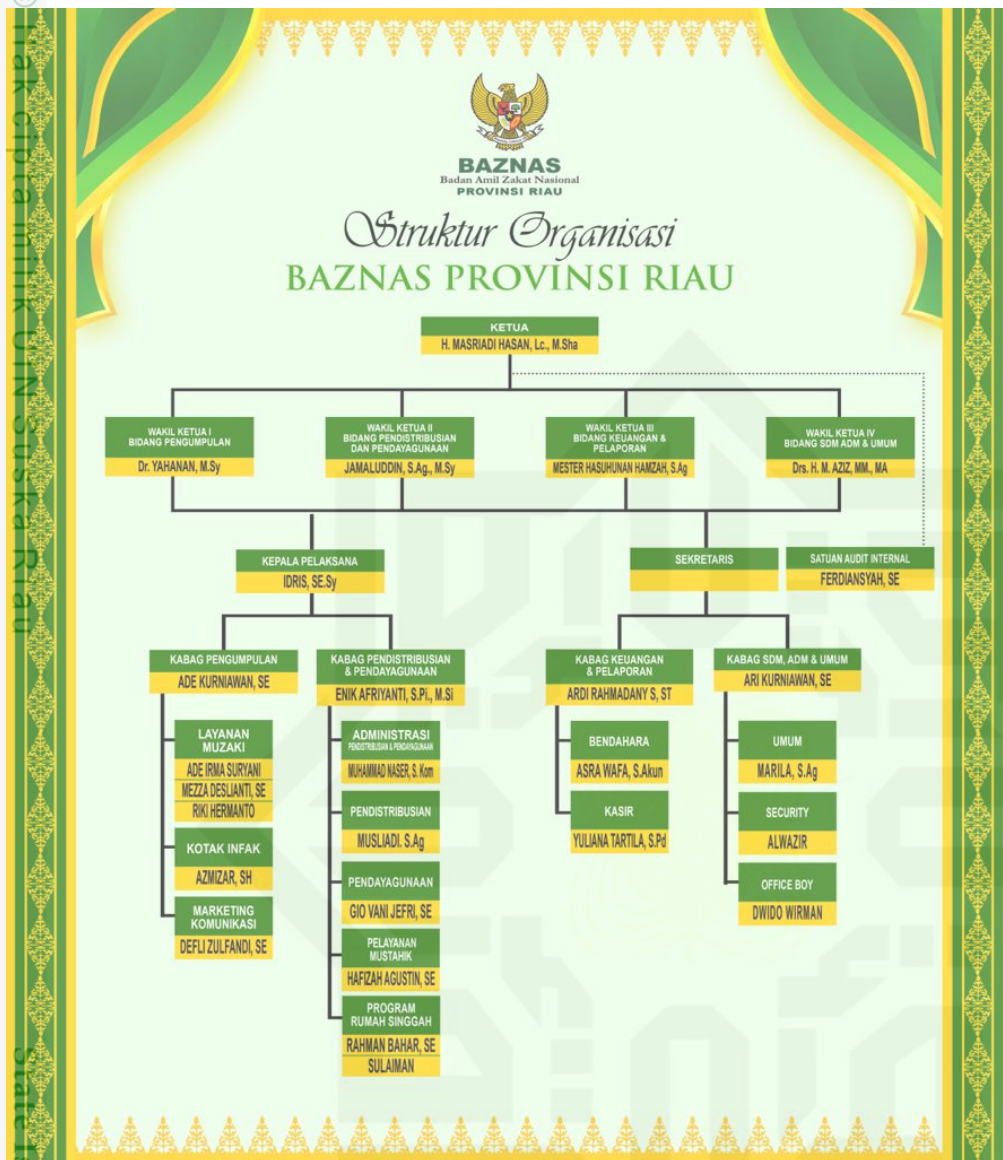 © Hak cipta milik UIN Suska Riau
State Is
BAZNAS
Badan Amil Zakat Nasional
PROVINSI RIAU
Struktur Organisasi
BAZNAS PROVINSI RIAU
KETUA
H. MASRIADI HASAN, Lc., M.Sha
WAKIL KETUA I
BIDANG PENGUMPULAN
Dr. YAHANAN, M.Sy
WAKIL KETUA II
BIDANG PENDISTRIBUSIAN
DAN PENDAYAGUNAAN
JAMALUDDIN, S.Ag., M.Sy
WAKIL KETUA III
BIDANG KEUANGAN &
PELAPORAN
MESTER HASUHUNAN HAMZAH, S.Ag
WAKIL KETUA IV
BIDANG SDM ADM & UMUM
Drs. H. M. AZIZ, MM., MA
KEPALA PELAKSANA
IDRIS, SE.Sy
SEKRETARIS
SATUAN AUDIT INTERNAL
FERDIANSYAH, SE
KABAG PENGUMPULAN
ADE KURNIAWAN, SE
KABAG PENDISTRIBUSIAN
& PENDAYAGUNAAN
ENIK AFRIYANTI, S.Pi., M.Si
KABAG KEUANGAN
& PELAPORAN
ARDI RAHMADANY S, ST
KABAG SDM, ADM & UMUM
ARI KURNIAWAN, SE
LAYANAN
MUZAKI
ADE IRMA SURYANI
MEZZA DESLIANTI, SE
RIKI HERMANTO
KOTAK INFAK
AZMIZAR, SH
MARKETING
KOMUNIKASI
DEFLI ZULFANDI, SE
ADMINISTRASI
PENDISTRIBUSIAN & PENDAYAGUNAAN
MUHAMMAD NASER, S. Kom
PENDISTRIBUSIAN
MUSLIADI. S.Ag
PENDAYAGUNAAN
GIO VANI JEFRI, SE
PELAYANAN
MUSTAHIK
HAFIZAH AGUSTIN, SE
PROGRAM
RUMAH SINGGAH
RAHMAN BAHAR, SE
SULAIMAN
BENDAHARA
ASRA WAFA, S.Akun
KASIR
YULIANA TARTILA, S.Pd
UMUM
MARILA, S.Ag
SECURITY
ALWAZIR
OFFICE BOY
DWIDO WIRMAN